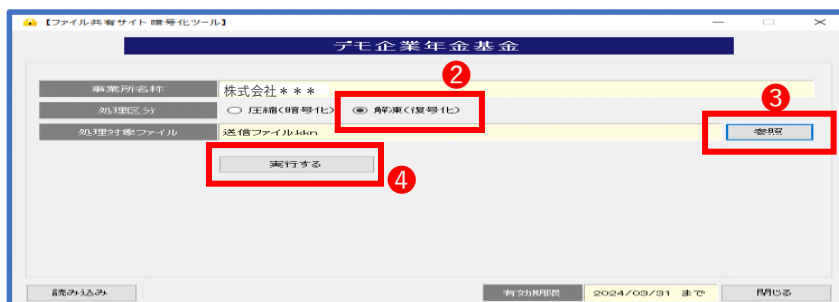 【ファイル共有サイト 暗号化ツール】
デモ企業年金基金
事業所名称 株式会社＊＊＊
❷
処理区分 圧縮(暗号化) 解凍(復号化)
❸
処理対象ファイル 送信ファイル.kkn 参照
実行する
❹
読み込み 有効期限 2024/03/31 まで 閉じる